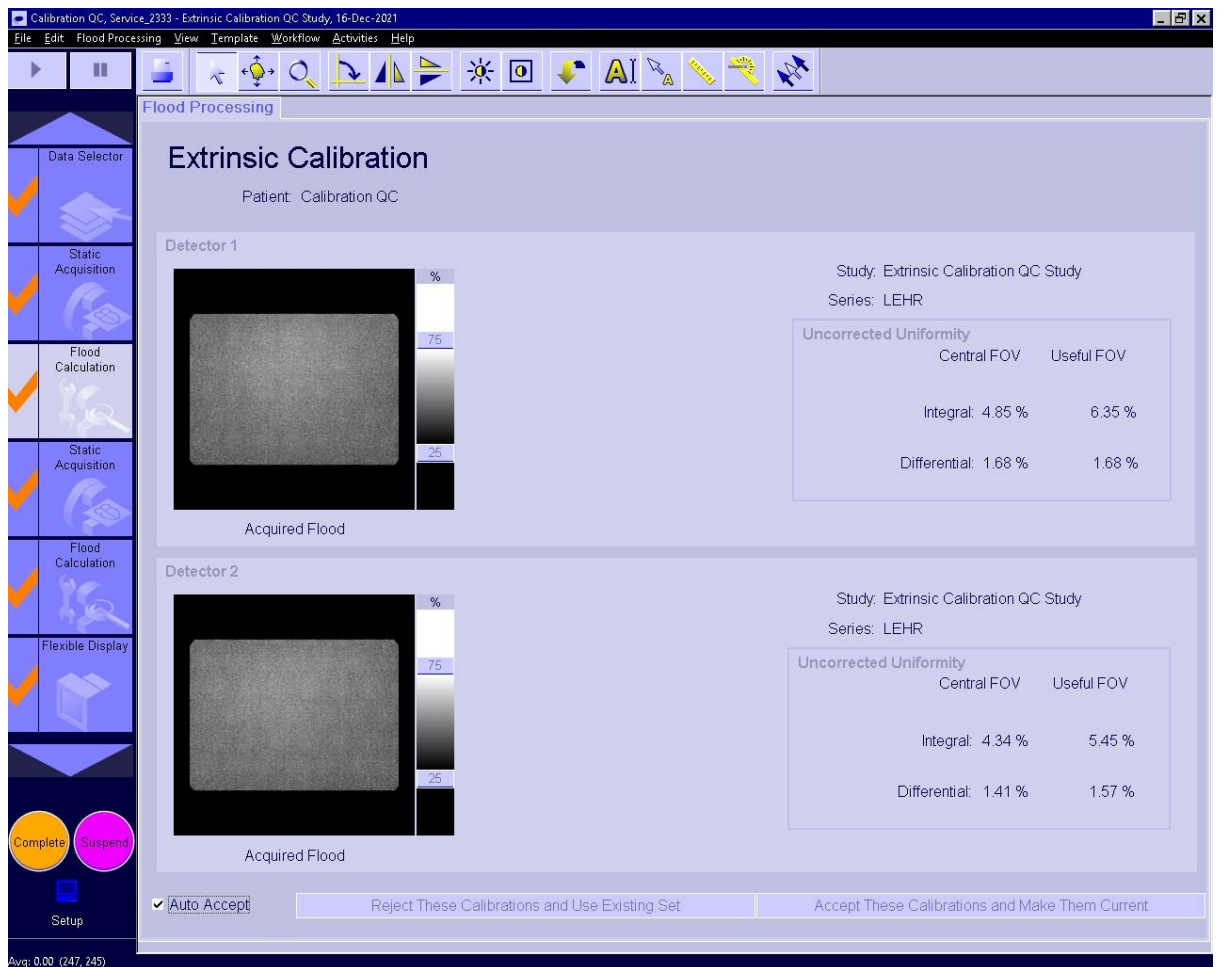 Calibration QC, Service_2333 - Extrinsic Calibration QC Study, 16-Dec-2021
File Edit Flood Processing View Template Workflow Activities Help
Flood Processing
Data Selector
Static
Acquisition
Flood
Calculation
Static
Acquisition
Flood
Calculation
Flexible Display
Complete
Suspend
Setup
Avg: 0.00 (247, 245)
Extrinsic Calibration
Patient: Calibration QC
Detector 1
%
75
25
Acquired Flood
Study: Extrinsic Calibration QC Study
Series: LEHR
Uncorrected Uniformity
Central FOV Useful FOV
Integral: 4.85 % 6.35 %
Differential: 1.68 % 1.68 %
Detector 2
%
75
25
Acquired Flood
Study: Extrinsic Calibration QC Study
Series: LEHR
Uncorrected Uniformity
Central FOV Useful FOV
Integral: 4.34 % 5.45 %
Differential: 1.41 % 1.57 %
Auto Accept
Reject These Calibrations and Use Existing Set
Accept These Calibrations and Make Them Current